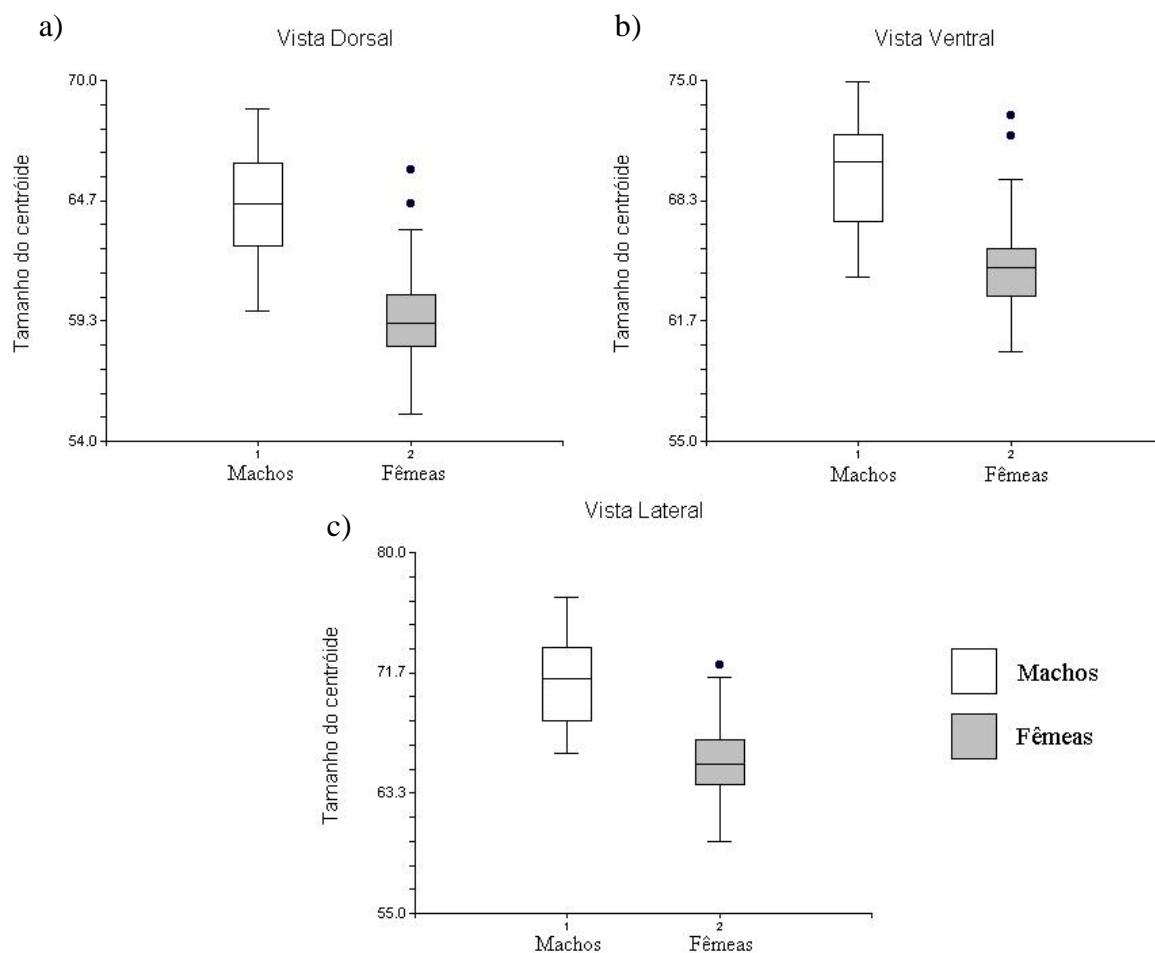 a)
Vista Dorsal
Tamanho do centróide
70.0
64.7
59.3
54.0
1
2
Machos
Fêmeas
b)
Vista Ventral
Tamanho do centróide
75.0
68.3
61.7
55.0
1
2
Machos
Fêmeas
c)
Vista Lateral
Tamanho do centróide
80.0
71.7
63.3
55.0
1
2
Machos
Fêmeas
Machos
Fêmeas